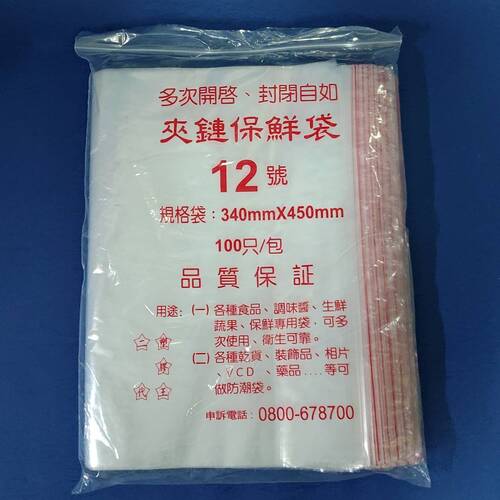 多次開啓、封閉自如
夾鏈保鮮袋
12號
規格袋：340mmX450mm
100只/包
品質保証
用途：(一)各種食品、調味醬、生鮮
蔬果、保鮮專用袋，可多
次使用、衛生可靠。
(二)各種乾貨、裝飾品、相片
、VCD、藥品....等可
做防潮袋。
申訴電話：0800-678700